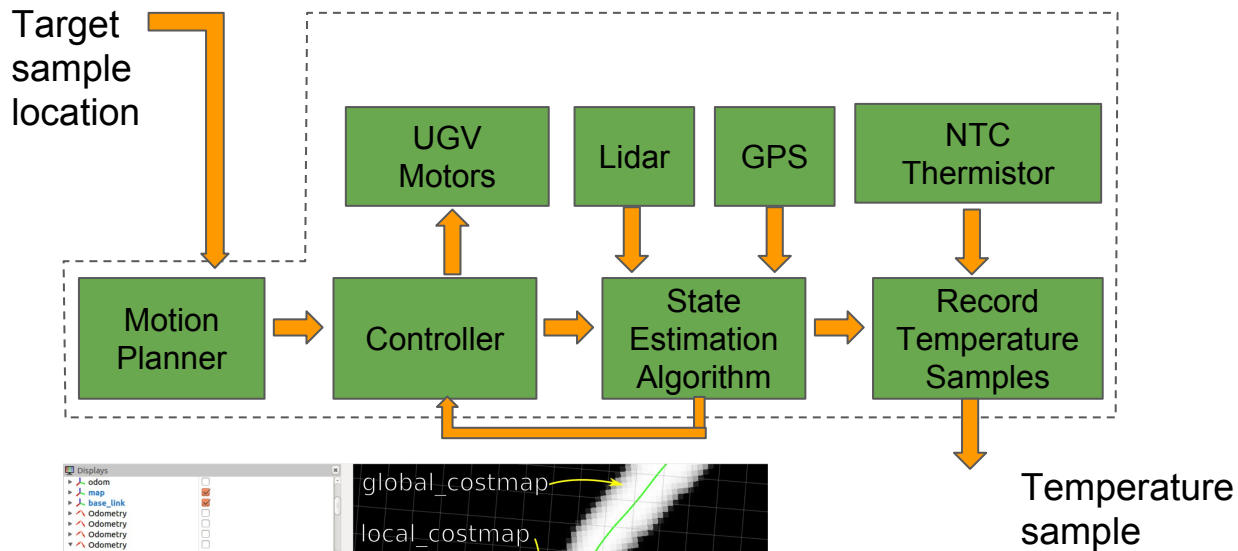 Target
sample
location
UGV
Motors
Lidar
GPS
NTC
Thermistor
Motion
Planner
Controller
State
Estimation
Algorithm
Record
Temperature
Samples
Displays
odom
map
base_link
Odometry
Odometry
Odometry
Odometry
global_costmap
local_costmap
Temperature
sample